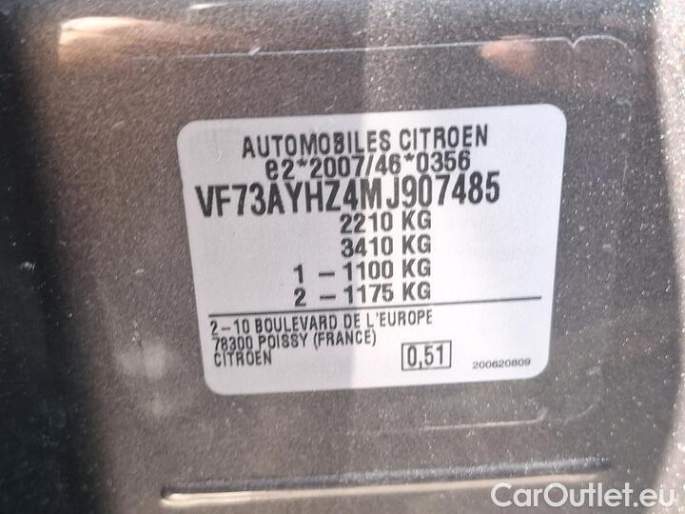 AUTOMOBILES CITROEN
e2*2007/46*0356
VF73AYHZ4MJ907485
2210 KG
3410 KG
1 - 1100 KG
2 - 1175 KG
2-10 BOULEVARD DE L'EUROPE
78300 POISSY (FRANCE)
CITROEN
0,51
200620809
CarOutlet.eu